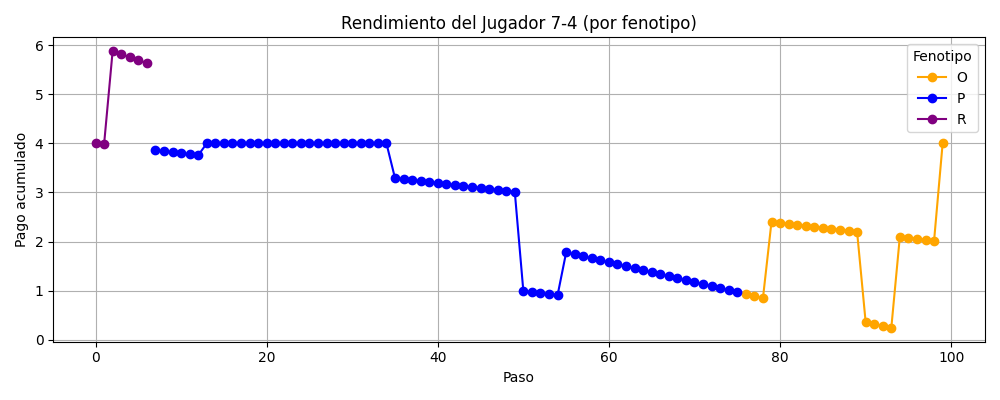 Rendimiento del Jugador 7-4 (por fenotipo)
Pago acumulado
6
5
4
3
2
1
0
Fenotipo
O
P
R
0 20 40 60 80 100
Paso